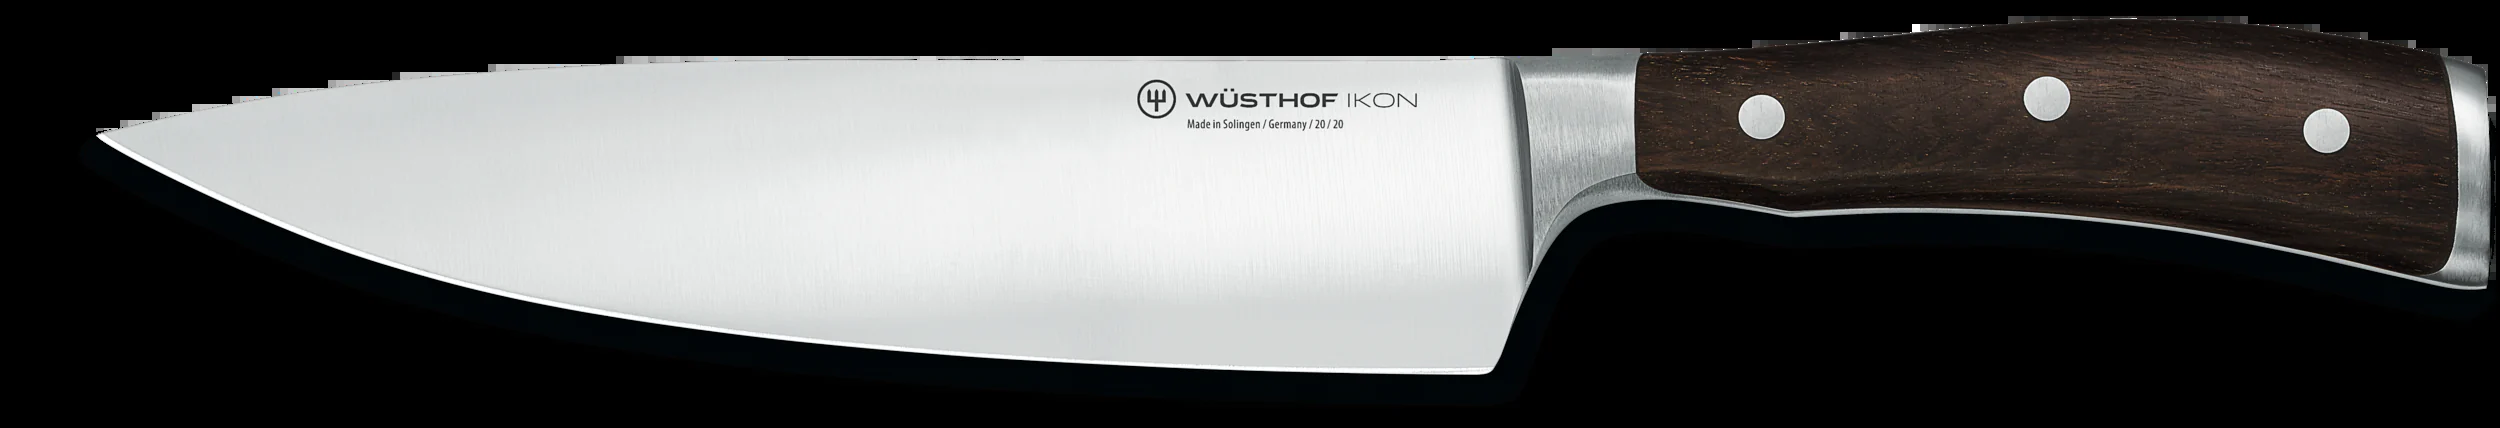 WÜSTHOF IKON
Made in Solingen / Germany / 20 / 20